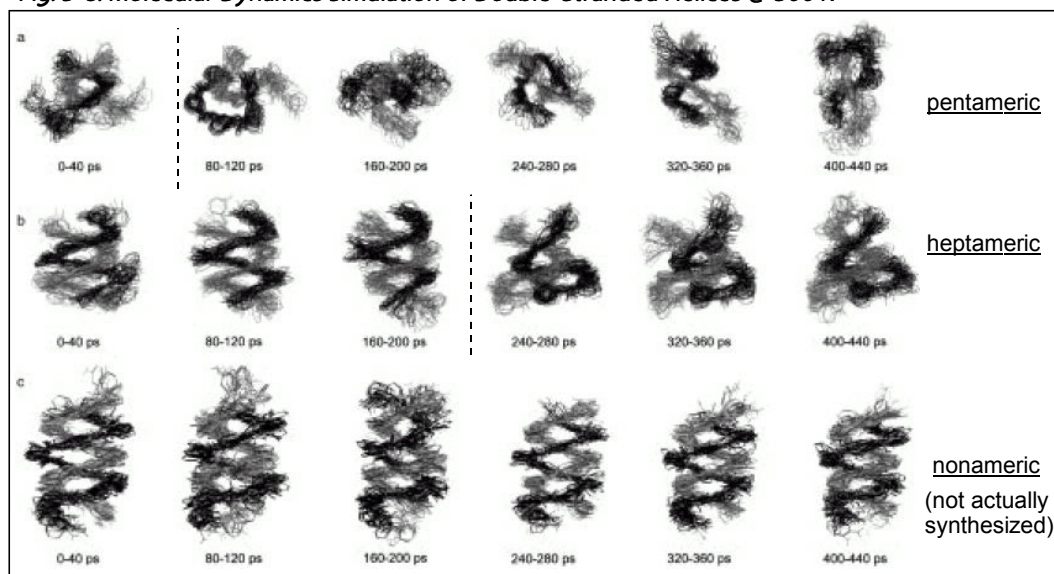 Molecular Dynamics Simulation of Double-Stranded Helices @
a
pentameric
0-40 ps 80-120 ps 160-200 ps 240-280 ps 320-360 ps 400-440 ps
b
heptameric
0-40 ps 80-120 ps 160-200 ps 240-280 ps 320-360 ps 400-440 ps
c
nonameric
(not actually
synthesized)
0-40 ps 80-120 ps 160-200 ps 240-280 ps 320-360 ps 400-440 ps